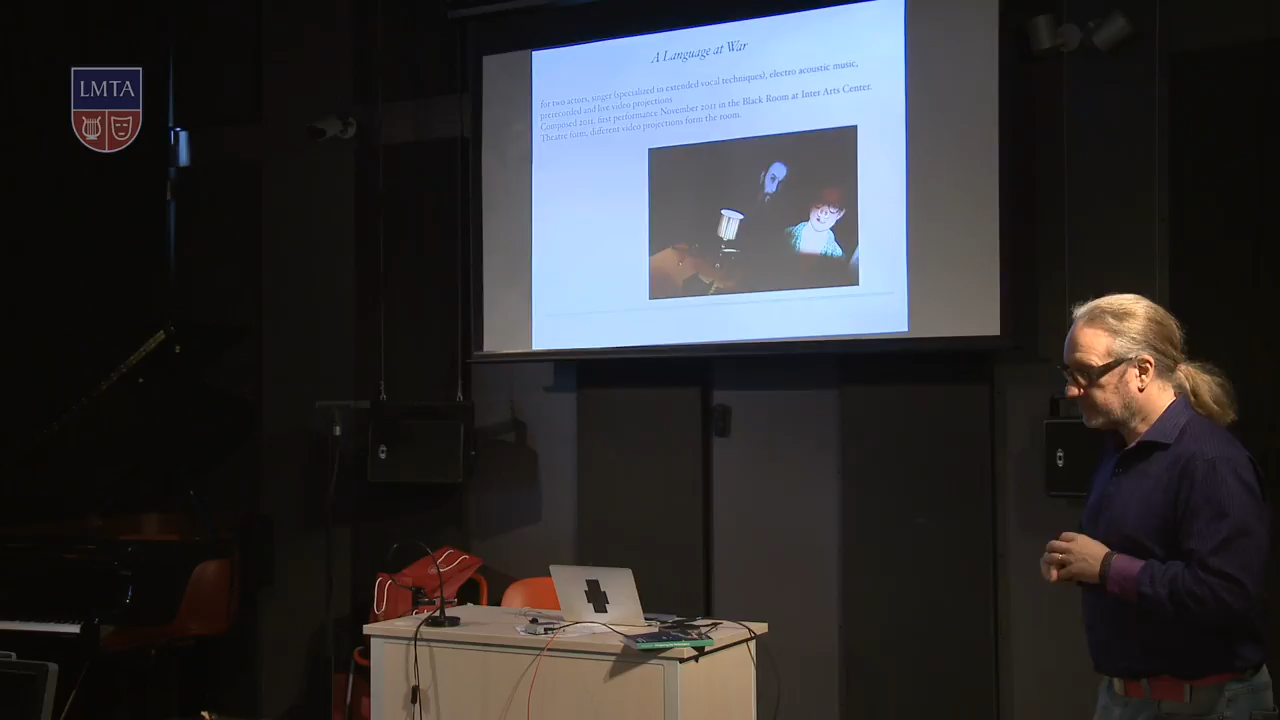 LMTA
A Language at War
for two actors, singer (specialized in extended vocal techniques), electro acoustic music,
prerecorded and live video projections
Composed 2011, first performance November 2011 in the Black Room at Inter Arts Center.
Theatre form, different video projections form the room.